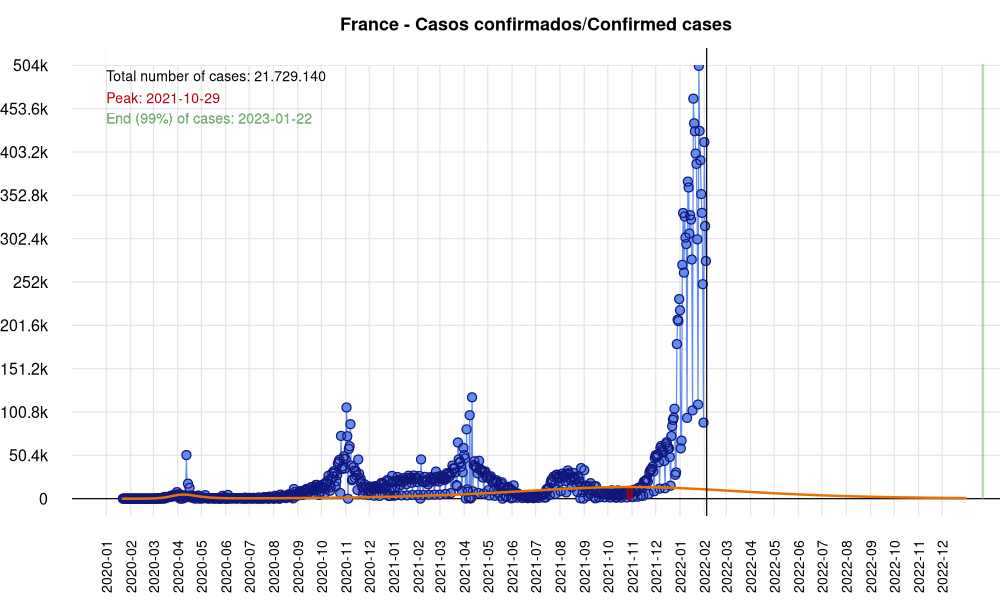 France - Casos confirmados/Confirmed cases
Total number of cases: 21.729.140
Peak: 2021-10-29
End (99%) of cases: 2023-01-22
504k
453.6k
403.2k
352.8k
302.4k
252k
201.6k
151.2k
100.8k
50.4k
0
2020-01
2020-02
2020-03
2020-04
2020-05
2020-06
2020-07
2020-08
2020-09
2020-10
2020-11
2020-12
2021-01
2021-02
2021-03
2021-04
2021-05
2021-06
2021-07
2021-08
2021-09
2021-10
2021-11
2021-12
2022-01
2022-02
2022-03
2022-04
2022-05
2022-06
2022-07
2022-08
2022-09
2022-10
2022-11
2022-12